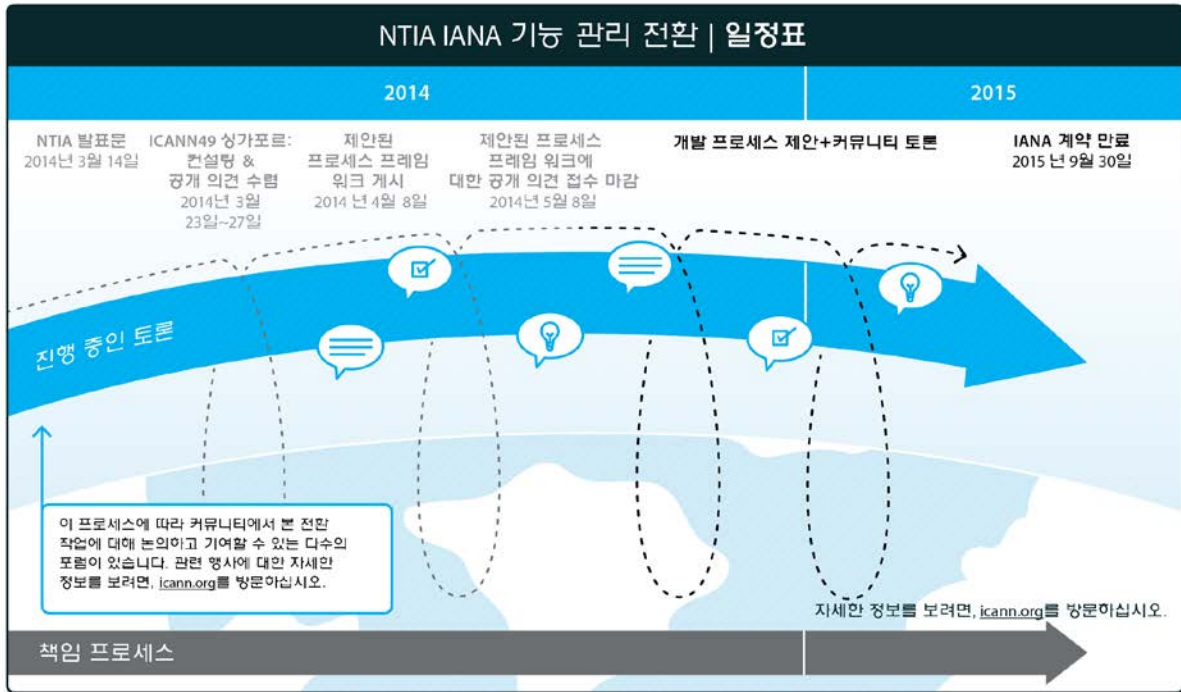 NTIA IANA 기능 관리 전환 | 일정표
2014
2015
NTIA 발표문
2014년 3월 14일
ICANN49 싱가포르:
컨설팅 &
공개 의견 수렴
2014년 3월
23일~27일
제안된
프로세스 프레임
워크 게시
2014 년 4월 8일
제안된 프로세스
프레임 워크에
대한 공개 의견 접수 마감
2014년 5월 8일
개발 프로세스 제안+커뮤니티 토론
IANA 계약 만료
2015 년 9월 30일
진행 중인 토론
이 프로세스에 따라 커뮤니티에서 본 전환
작업에 대해 논의하고 기여할 수 있는 다수의
포럼이 있습니다. 관련 행사에 대한 자세한
정보를 보려면, icann.org를 방문하십시오.
자세한 정보를 보려면, icann.org를 방문하십시오.
책임 프로세스